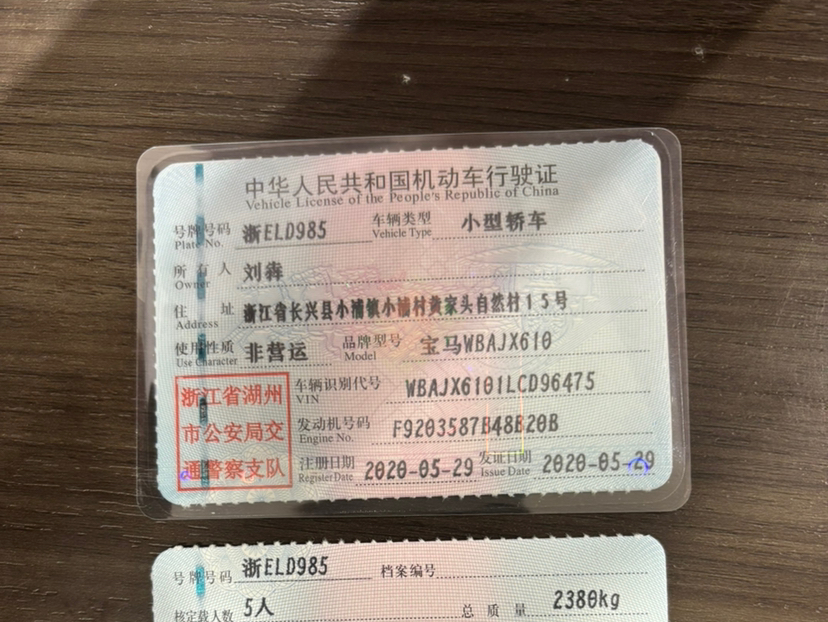 中华人民共和国机动车行驶证
Vehicle License of the People's Republic of China
号牌号码 浙ELD985 车辆类型 小型轿车
Plate No. Vehicle Type
所有人 刘犇
Owner
住址 浙江省长兴县小浦镇小浦村黄家头自然村15号
Address
使用性质 非营运 品牌型号 宝马WBAJX610
Use Character Model
浙江省湖州
市公安局交
通警察支队
车辆识别代号 WBAJX6101LCD96475
VIN
发动机号码 F9203587B48B20B
Engine No.
注册日期 2020-05-29 发证日期 2020-05-29
Register Date Issue Date
号牌号码 浙ELD985 档案编号
核定载人数 5人 总质量 2380kg